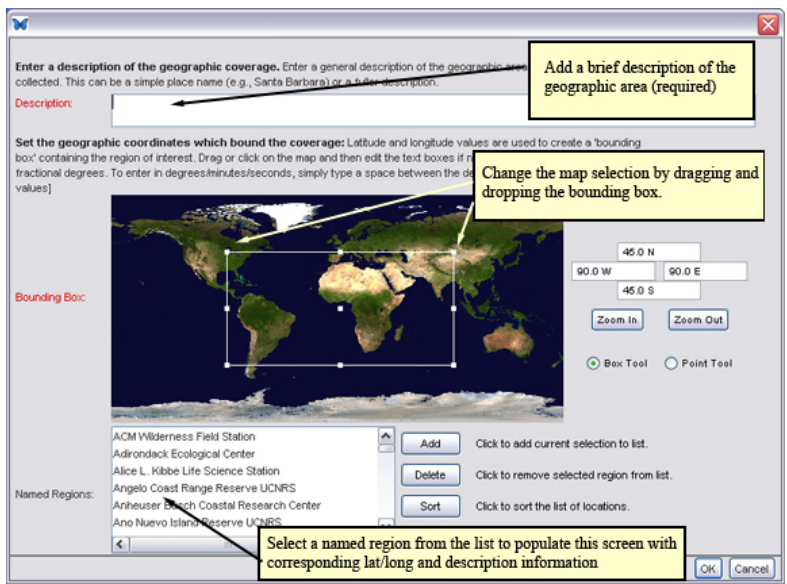 Enter a description of the geographic coverage. Enter a general description of the geographic area
collected. This can be a simple place name (e.g., Santa Barbara) or a fuller description.
Add a brief description of the
geographic area (required)
Description:
Set the geographic coordinates which bound the coverage: Latitude and longitude values are used to create a 'bounding
box' containing the region of interest. Drag or click on the map and then edit the text boxes if
fractional degrees. To enter in degrees/minutes/seconds, simply type a space between the
values]
Change the map selection by dragging and
dropping the bounding box.
Bounding Box:
45.0 N
90.0 W 90.0 E
45.0 S
Zoom In Zoom Out
Box Tool Point Tool
Named Regions:
ACM Wilderness Field Station
Adirondack Ecological Center
Alice L. Kibbe Life Science Station
Angelo Coast Range Reserve UCNRS
Anheuser Busch Coastal Research Center
Ano Nuevo Island Reserve UCNRS
Add Click to add current selection to list.
Delete Click to remove selected region from list.
Sort Click to sort the list of locations.
Select a named region from the list to populate this screen with
corresponding lat/long and description information
OK Cancel